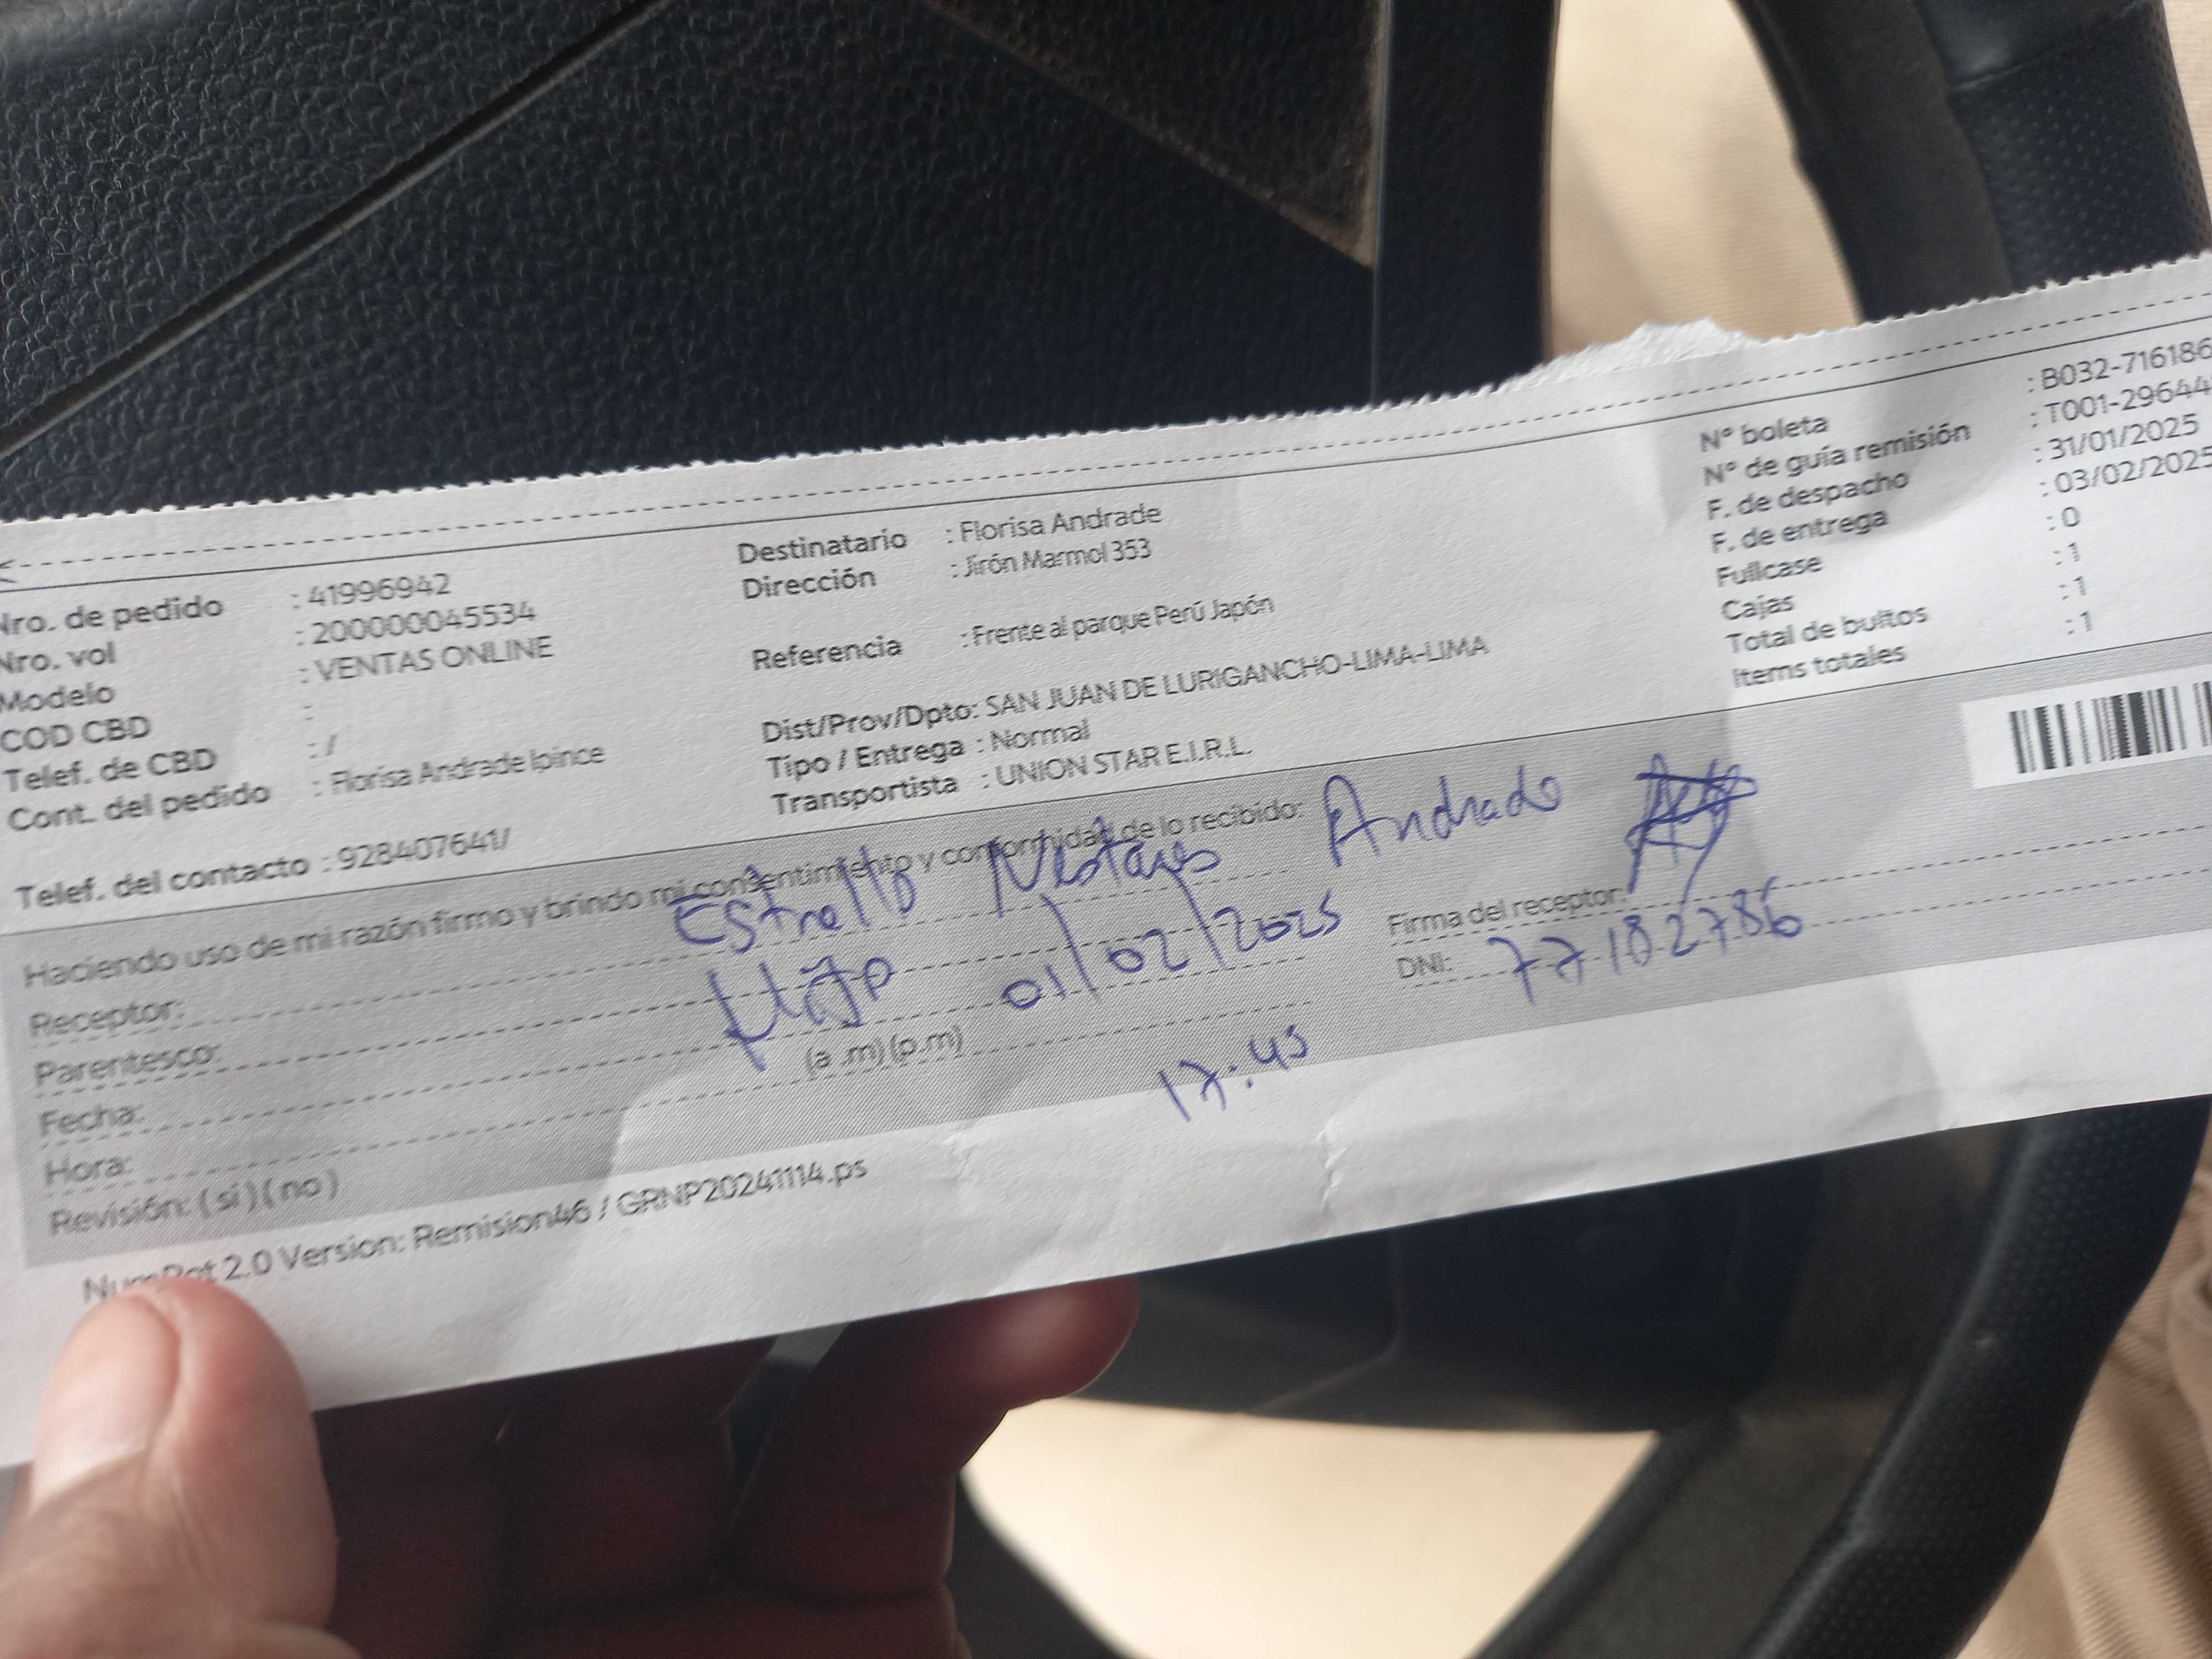 Nro. de pedido : 41996942
Nro. vol : 200000045534
Modelo : VENTAS ONLINE
COD CBD :
Telef. de CBD : /
Cont. del pedido : Florisa Andrade Ipince
Telef. del contacto : 928407641/
Destinatario : Florisa Andrade
Dirección : Jirón Marmol 353
Referencia : Frente al parque Perú Japón
Dist/Prov/Dpto: SAN JUAN DE LURIGANCHO-LIMA-LIMA
Tipo / Entrega : Normal
Transportista : UNION STAR E.I.R.L.
N° boleta : B032-716186
N° de guía remisión : T001-29644
F. de despacho : 31/01/2025
F. de entrega : 03/02/2025
Fullcase : 0
Cajas : 1
Total de bultos : 1
Items totales : 1
Haciendo uso de mi razón firmo y brindo mi consentimiento y conformidad de lo recibido:
Receptor: Estrella Andrade
Parentesco:
Fecha: 01/02/2025
Hora: (a .m) (p.m) 17:45
Revisión: ( si ) ( no )
Firma del receptor:
DNI: 77182786
NumRot 2.0 Version: Remision46 / GRNP20241114.ps